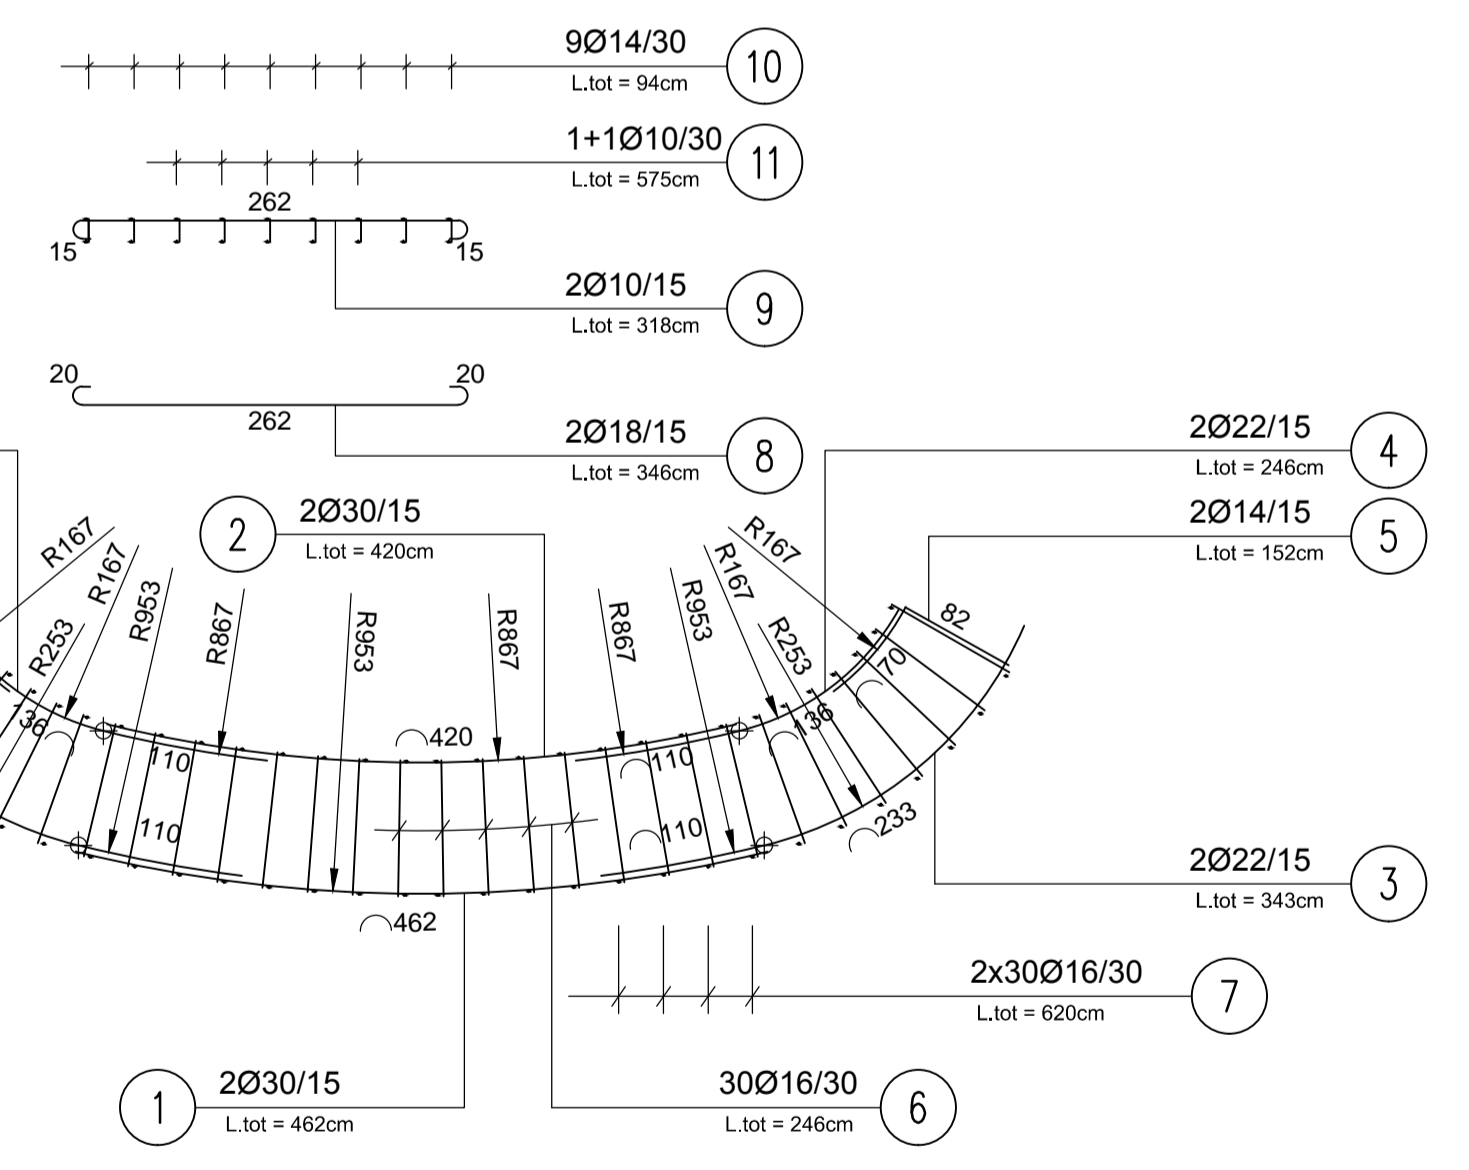 9Ø14/30
L.tot = 94cm
10
1+1Ø10/30
L.tot = 575cm
11
262
15
15
2Ø10/15
L.tot = 318cm
9
20
20
262
2Ø18/15
L.tot = 346cm
8
2Ø22/15
L.tot = 246cm
4
2
2Ø30/15
L.tot = 420cm
2Ø14/15
L.tot = 152cm
5
R167
R167
R253
R953
R867
R953
R867
R867
R953
R167
R167
R253
82
70
136
136
420
110
110
110
110
233
462
2Ø22/15
L.tot = 343cm
3
2x30Ø16/30
L.tot = 620cm
7
1
2Ø30/15
L.tot = 462cm
30Ø16/30
L.tot = 246cm
6